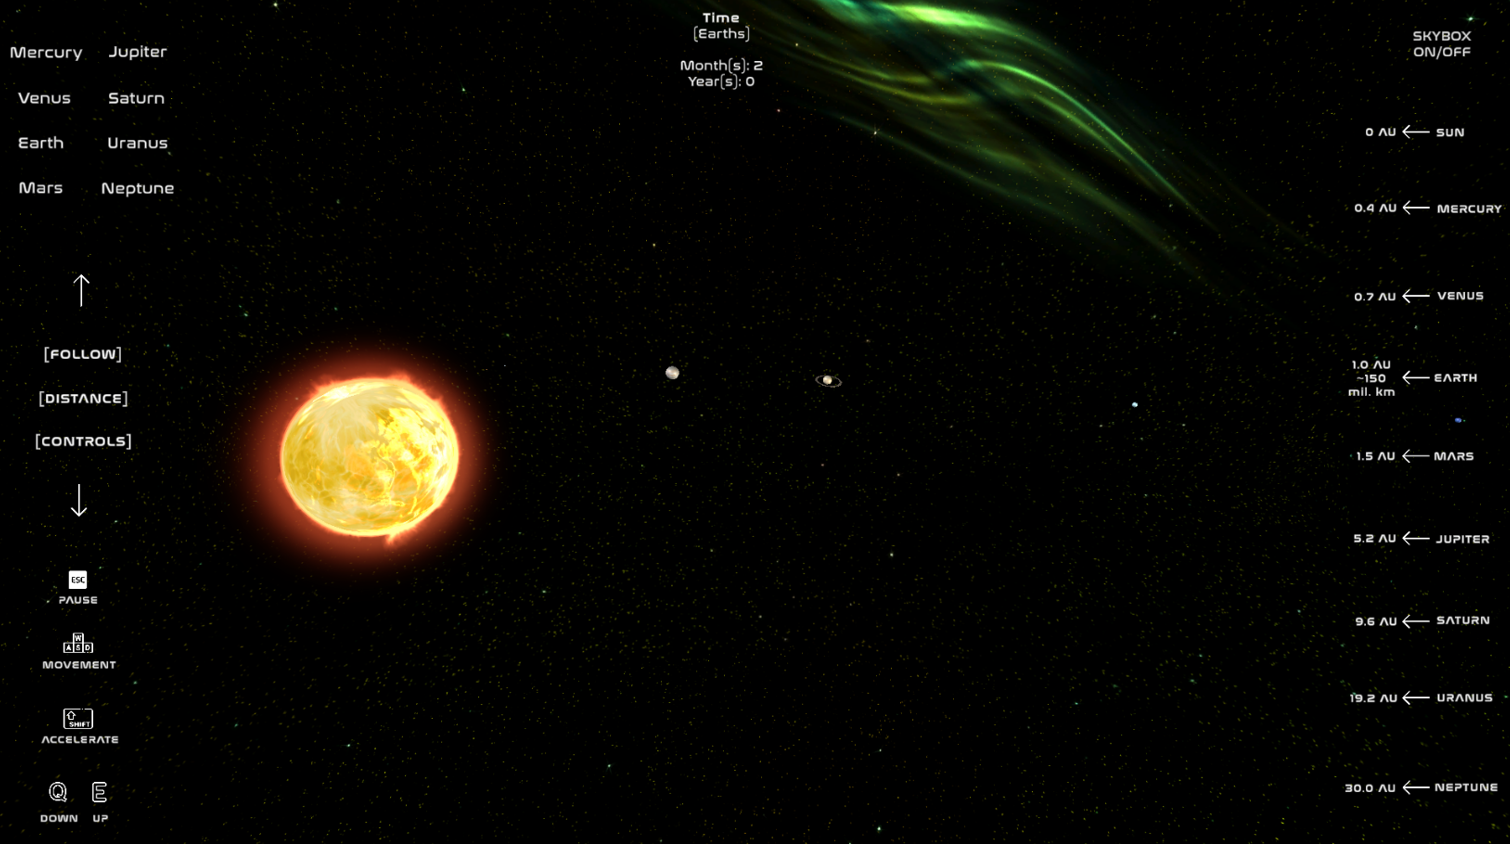 Time
[Earths]
Month(s): 2
Year(s): 0
Mercury Jupiter
Venus Saturn
Earth Uranus
Mars Neptune
[FOLLOW]
[DISTANCE]
[CONTROLS]
ESC
PAUSE
W
A S D
MOVEMENT
SHIFT
ACCELERATE
Q E
DOWN UP
SKYBOX
ON/OFF
0 AU SUN
0.4 AU MERCURY
0.7 AU VENUS
1.0 AU
~150
mil. km
EARTH
1.5 AU MARS
5.2 AU JUPITER
9.6 AU SATURN
19.2 AU URANUS
30.0 AU NEPTUNE